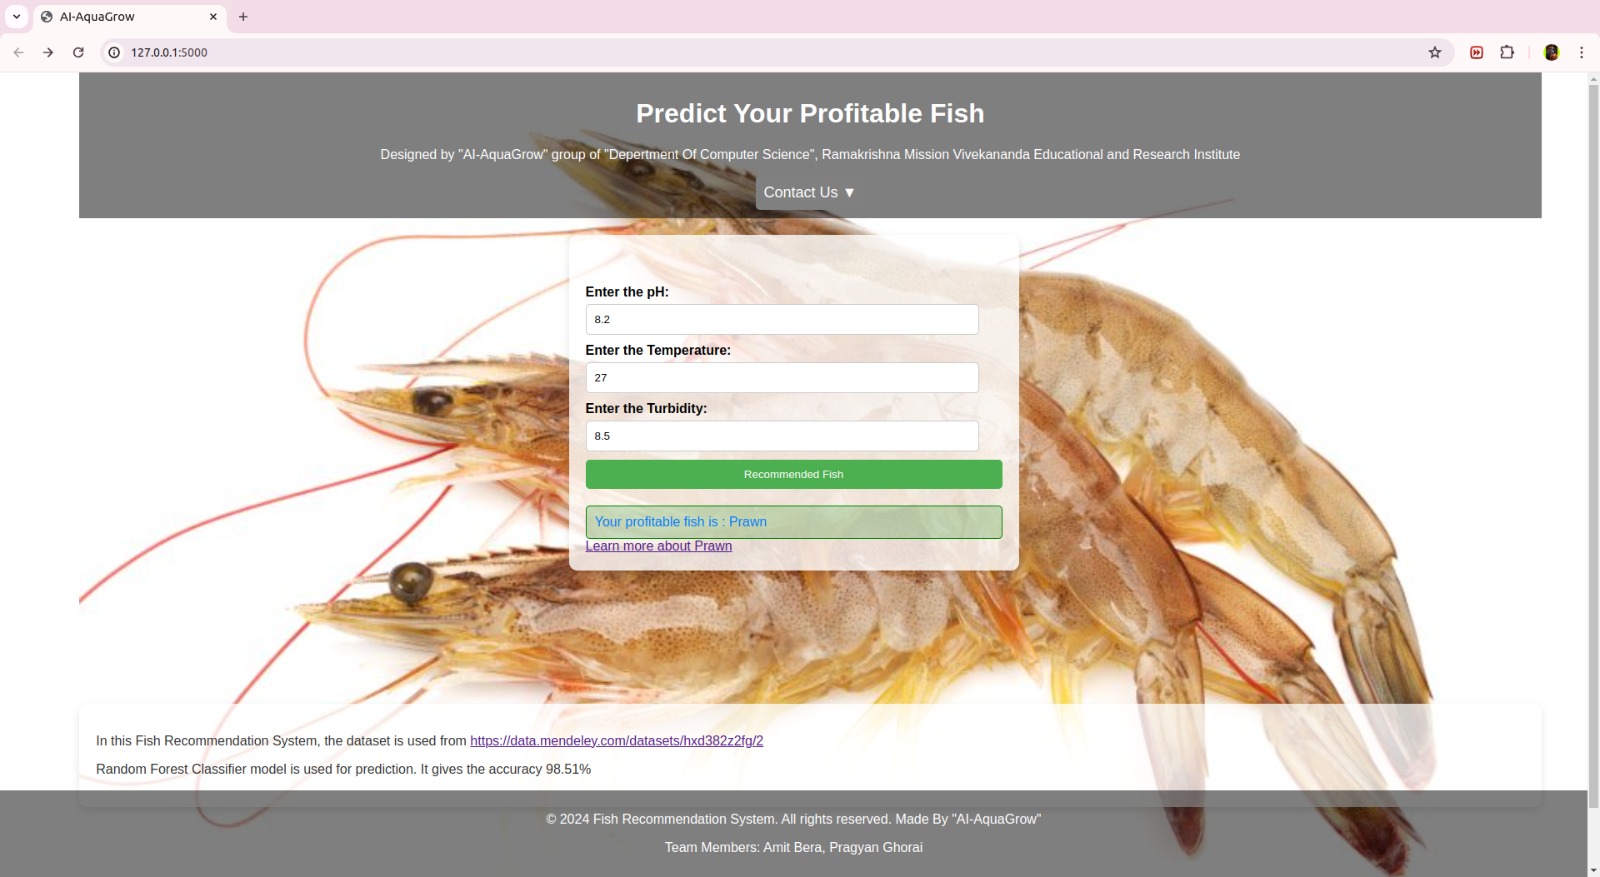 AI-AquaGrow
127.0.0.1:5000
Predict Your Profitable Fish
Designed by "AI-AquaGrow" group of "Depertment Of Computer Science", Ramakrishna Mission Vivekananda Educational and Research Institute
Contact Us ▼
Enter the pH:
8.2
Enter the Temperature:
27
Enter the Turbidity:
8.5
Recommended Fish
Your profitable fish is : Prawn
Learn more about Prawn
In this Fish Recommendation System, the dataset is used from https://data.mendeley.com/datasets/hxd382z2fg/2
Random Forest Classifier model is used for prediction. It gives the accuracy 98.51%
© 2024 Fish Recommendation System. All rights reserved. Made By "AI-AquaGrow"
Team Members: Amit Bera, Pragyan Ghorai